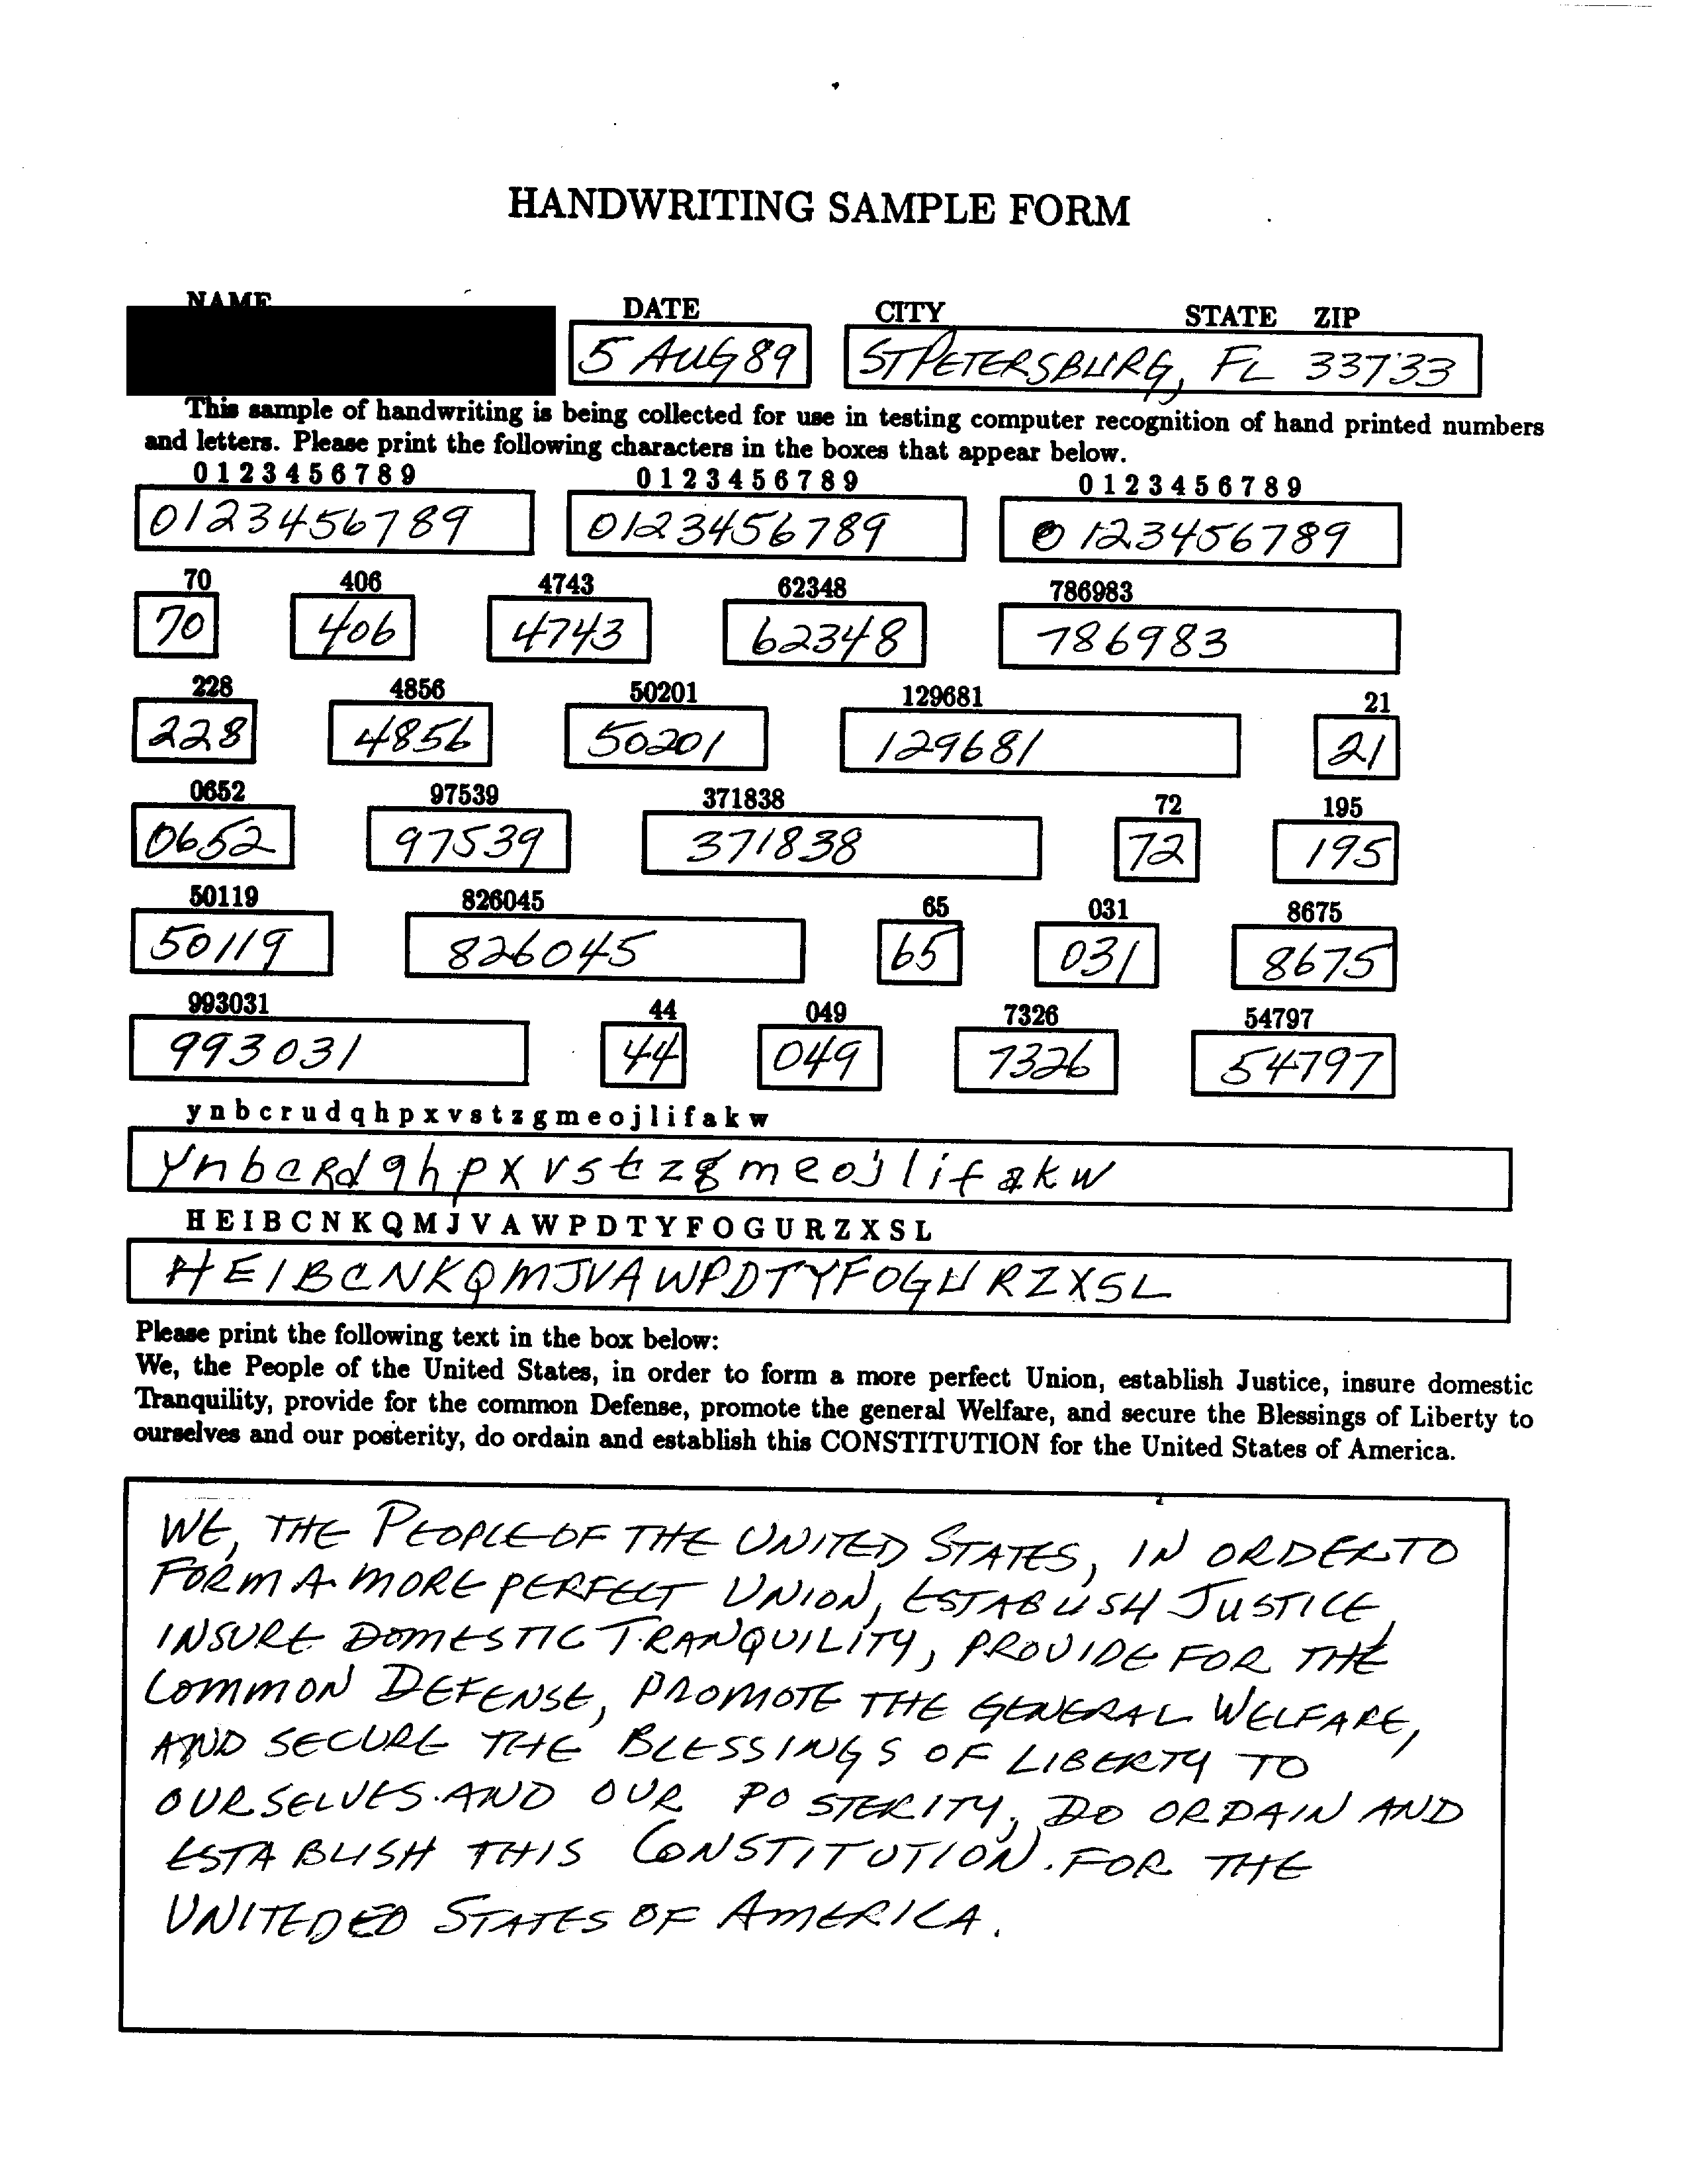 HANDWRITING SAMPLE FORM
NAME DATE CITY STATE ZIP
5 AUG 89 ST PETERSBURG, FL 33733
This sample of handwriting is being collected for use in testing computer recognition of hand printed numbers
and letters. Please print the following characters in the boxes that appear below.
0 1 2 3 4 5 6 7 8 9 0 1 2 3 4 5 6 7 8 9 0 1 2 3 4 5 6 7 8 9
0123456789 0123456789 0123456789
70 406 4743 62348 786983
70 406 4743 62348 786983
228 4856 50201 129681 21
228 4856 50201 129681 21
0652 97539 371838 72 195
0652 97539 371838 72 195
50119 826045 65 031 8675
50119 826045 65 031 8675
993031 44 049 7326 54797
993031 44 049 7326 54797
y n b c r u d q h p x v s t z g m e o j l i f a k w
y n b c R d q h p x v s t z g m e o j l i f a k w
H E I B C N K Q M J V A W P D T Y F O G U R Z X S L
H E I B C N K Q M J V A W P D T Y F O G U R Z X S L
Please print the following text in the box below:
We, the People of the United States, in order to form a more perfect Union, establish Justice, insure domestic
Tranquility, provide for the common Defense, promote the general Welfare, and secure the Blessings of Liberty to
ourselves and our posterity, do ordain and establish this CONSTITUTION for the United States of America.
WE, THE PEOPLE OF THE UNITED STATES, IN ORDER TO
FORM A MORE PERFECT UNION, ESTABLISH JUSTICE,
INSURE DOMESTIC TRANQUILITY, PROVIDE FOR THE
COMMON DEFENSE, PROMOTE THE GENERAL WELFARE,
AND SECURE THE BLESSINGS OF LIBERTY TO
OURSELVES AND OUR POSTERITY, DO ORDAIN AND
ESTABLISH THIS CONSTITUTION. FOR THE
UNITEDED STATES OF AMERICA.